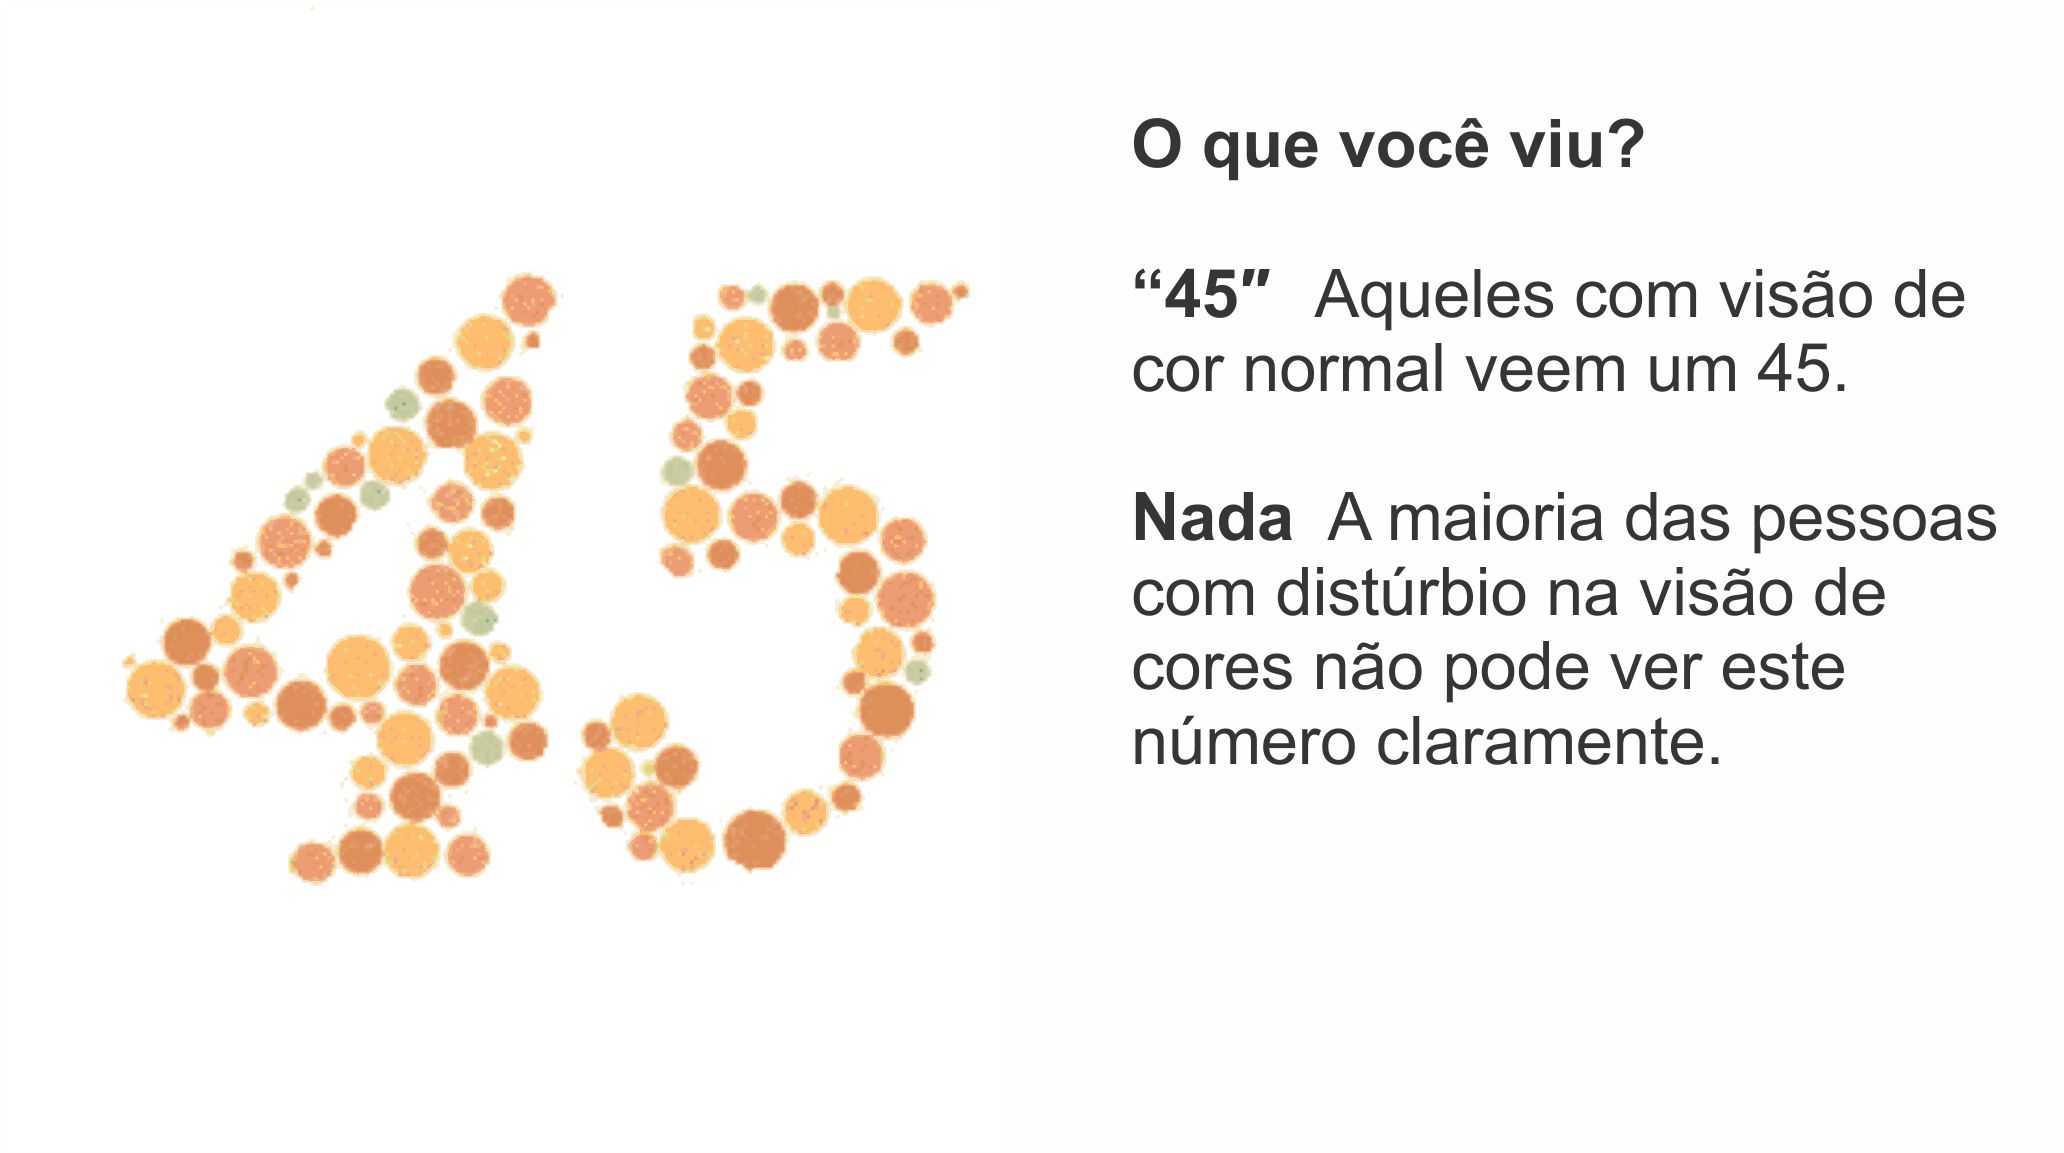 45
O que você viu?
“45″ Aqueles com visão de
cor normal veem um 45.
Nada A maioria das pessoas
com distúrbio na visão de
cores não pode ver este
número claramente.